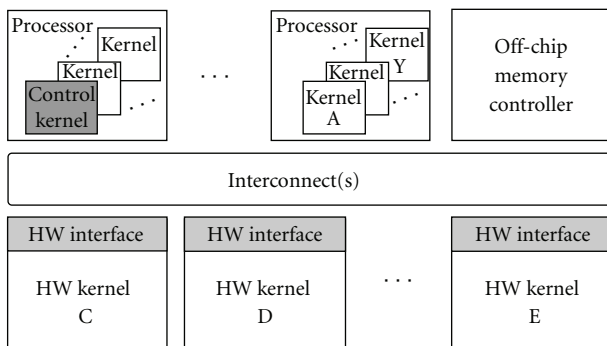 Processor
Kernel
Kernel
Control
kernel
. . .
Processor
Kernel
Y
Kernel
Kernel
A
Off-chip
memory
controller
Interconnect(s)
HW interface
HW kernel
C
HW interface
HW kernel
D
. . .
HW interface
HW kernel
E